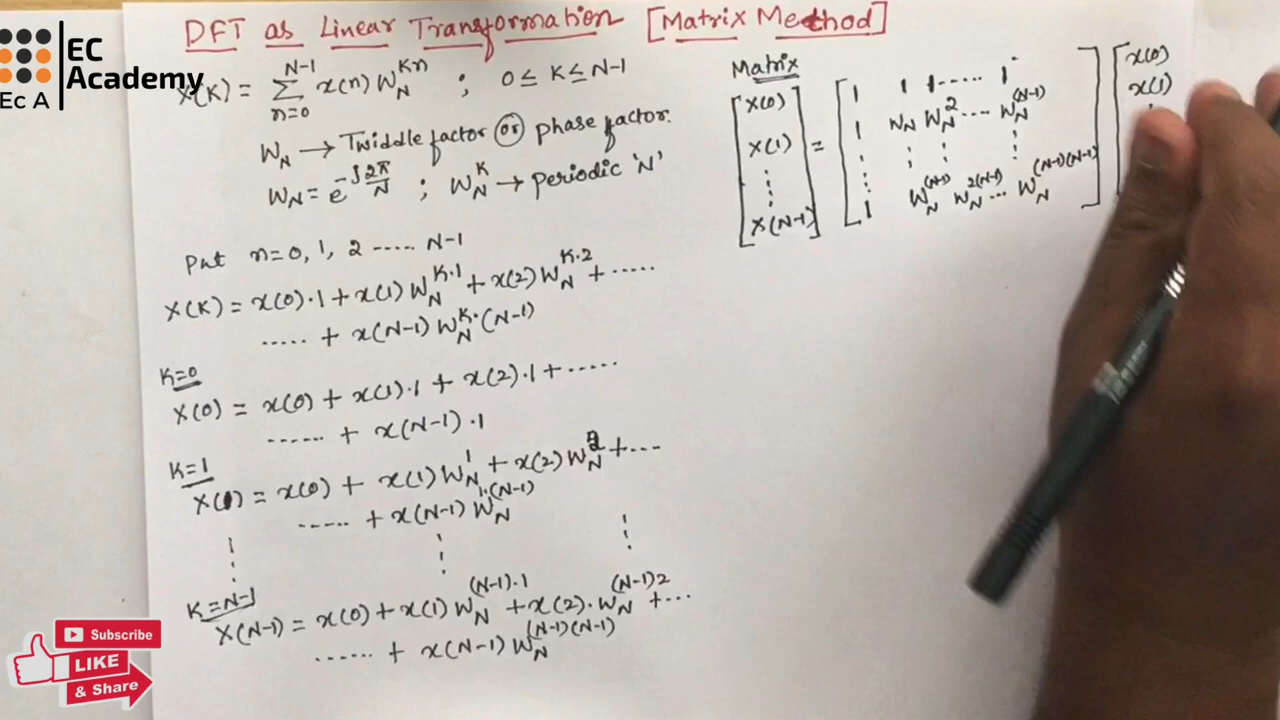 DFT as Linear Transformation [Matrix Method]
EC Academy
Ec A
X(K) = Σ_{n=0}^{N-1} x(n) W_N^{Kn} ; 0 ≤ K ≤ N-1
W_N → Twiddle factor (or) phase factor.
W_N = e^{-j2π/N} ; W_N^K → periodic 'N'
Put n=0, 1, 2 ..... N-1
X(K) = x(0)·1 + x(1) W_N^{K·1} + x(2) W_N^{K·2} + .....
..... + x(N-1) W_N^{K·(N-1)}
K=0
X(0) = x(0) + x(1)·1 + x(2)·1 + .....
...... + x(N-1)·1
K=1
X(1) = x(0) + x(1) W_N^1 + x(2) W_N^2 + ....
...... + x(N-1) W_N^{1·(N-1)}
K=N-1
X(N-1) = x(0) + x(1) W_N^{(N-1)·1} + x(2)· W_N^{(N-1)2} + ...
...... + x(N-1) W_N^{(N-1)(N-1)}
Matrix
X(0) 1 1 1 ..... 1 x(0)
X(1) = 1 W_N W_N^2 .... W_N^{(N-1)} x(1)
X(N-1) 1 W_N^{(N-1)} W_N^{2(N-1)} ... W_N^{(N-1)(N-1)}
Subscribe
LIKE
& Share